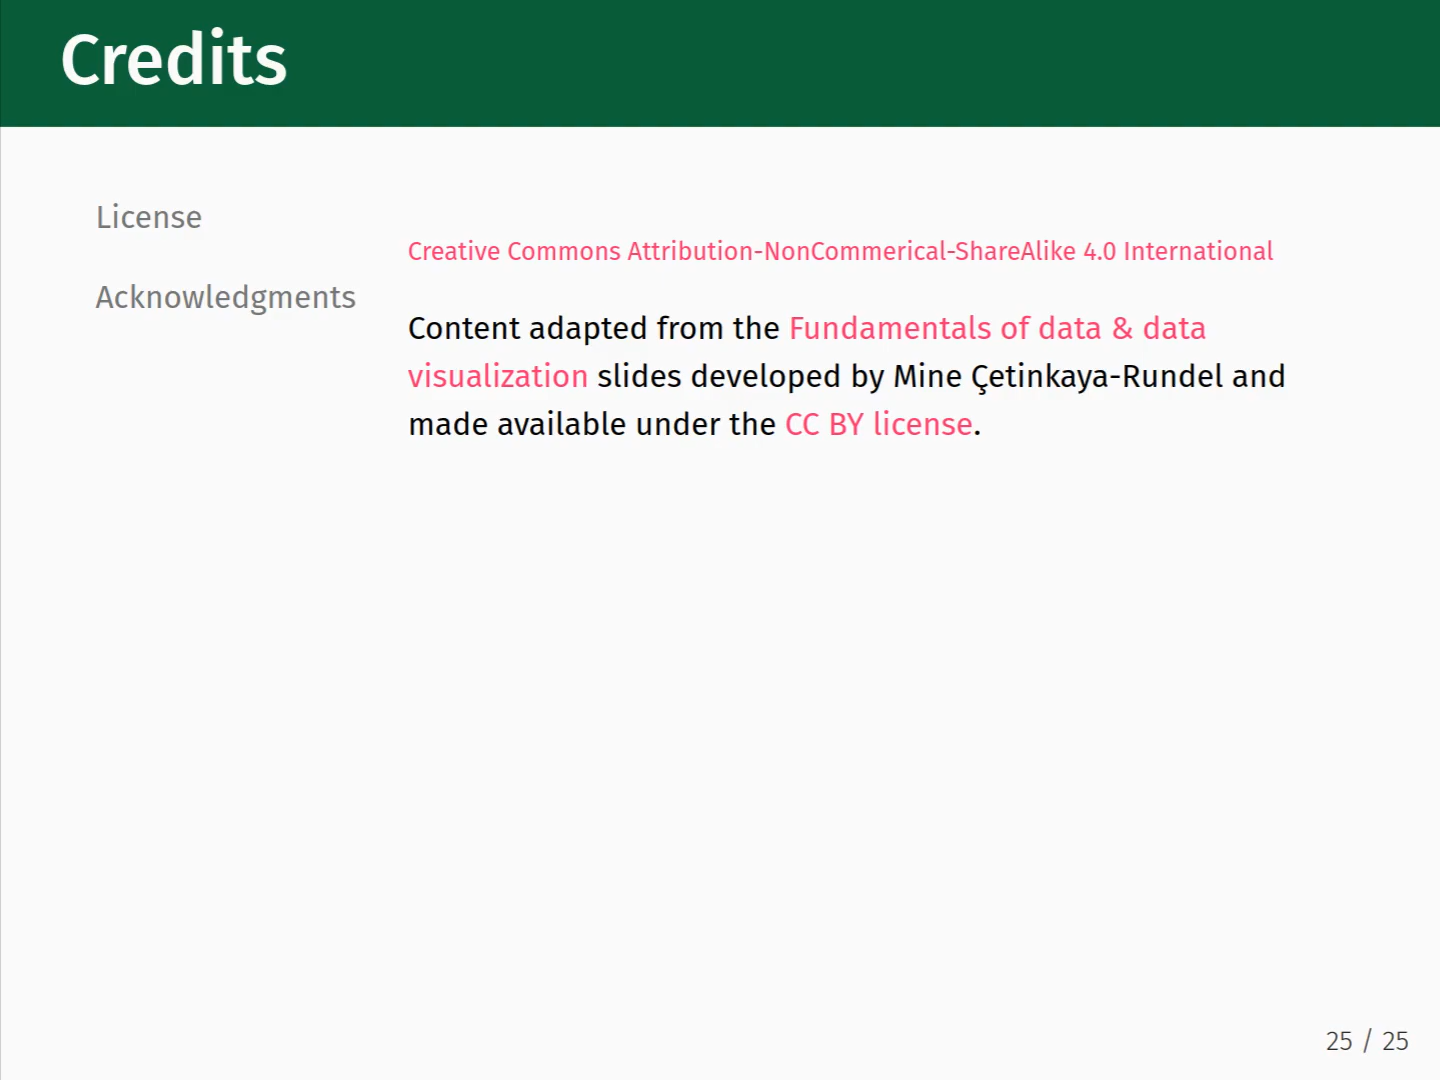 Credits
License
Creative Commons Attribution-NonCommerical-ShareAlike 4.0 International
Acknowledgments
Content adapted from the Fundamentals of data & data
visualization slides developed by Mine Çetinkaya-Rundel and
made available under the CC BY license.
25 / 25